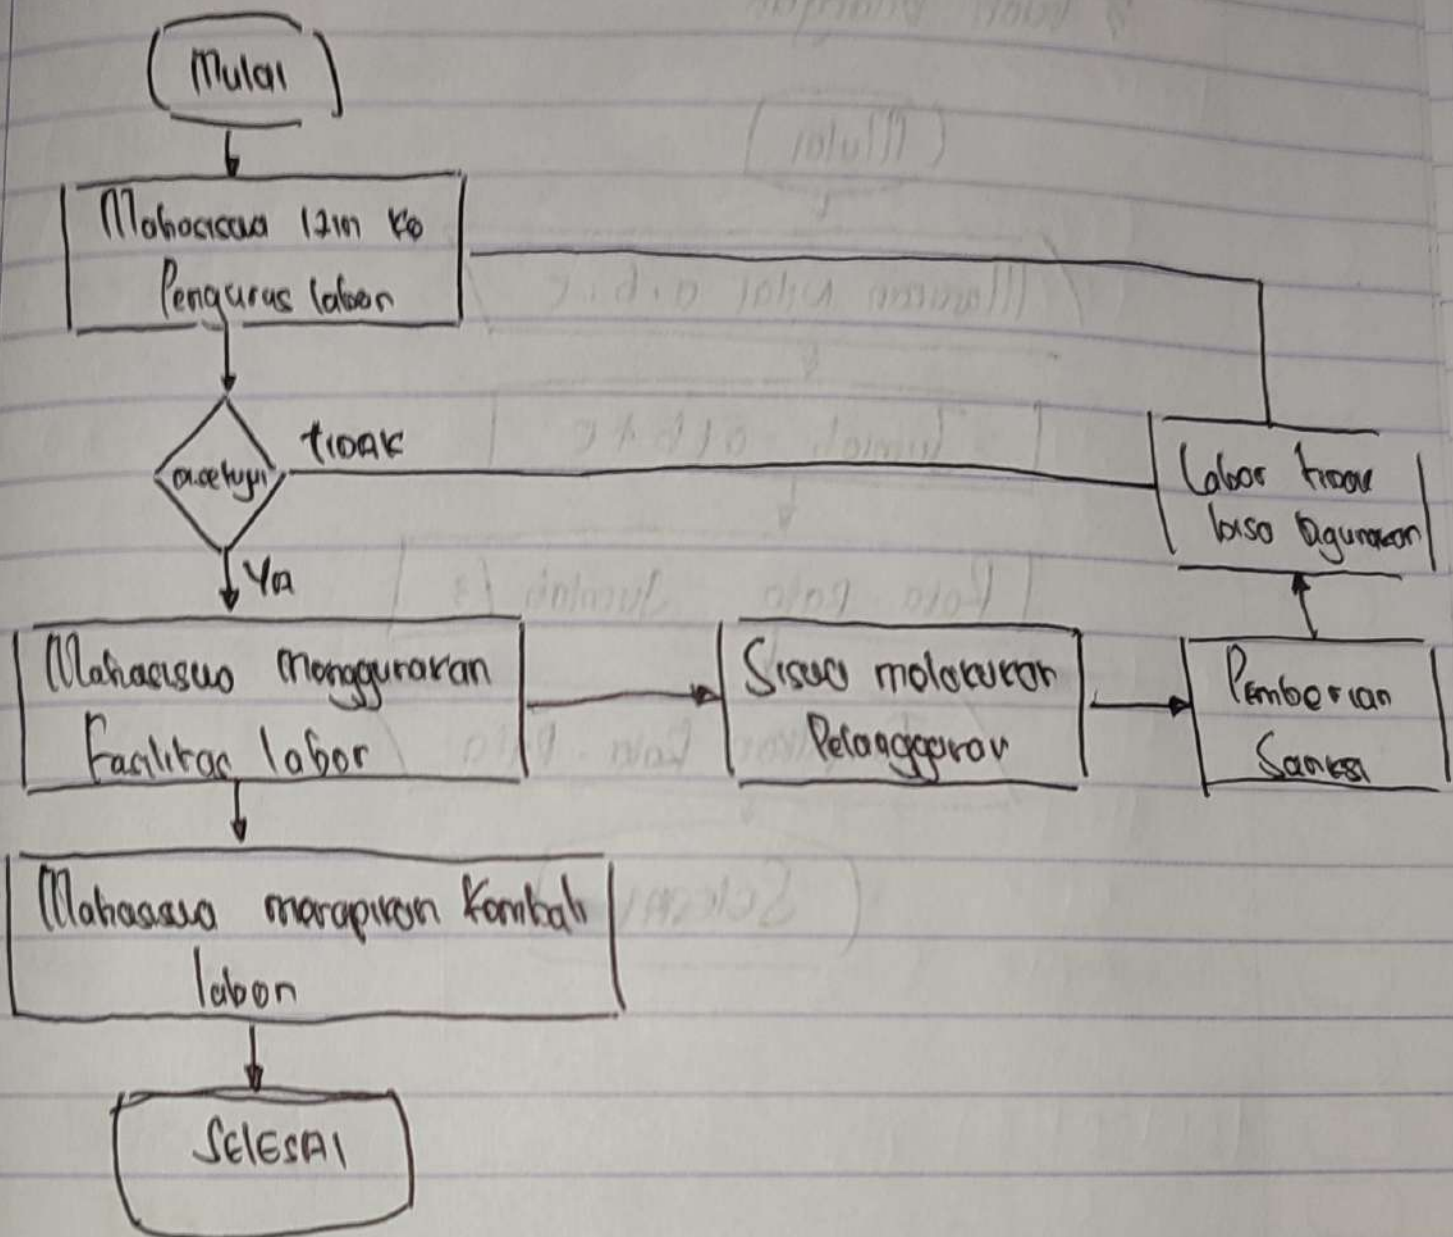 Mulai
Mahasiswa izin ke
Pengurus labor
disetujui
tidak
Ya
Labor tidak
bisa digunakan
Mahasiswa menggunakan
Fasilitas labor
Siswa melakukan
Pelanggaran
Pemberian
Sanksi
Mahasiswa merapikan kembali
labor
SElESAI